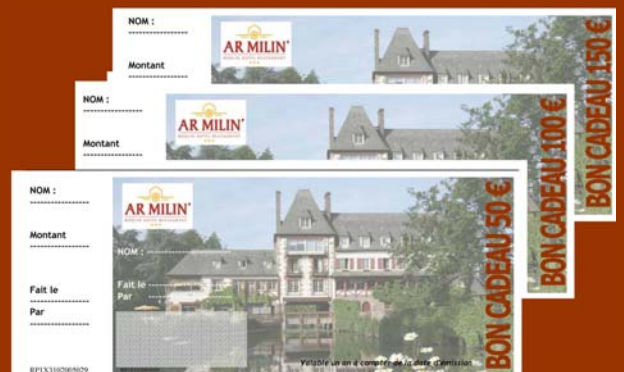 NOM :
AR MILIN'
Montant
BON CADEAU 150 €
NOM :
AR MILIN'
Montant
BON CADEAU 100 €
NOM :
AR MILIN'
NOM :
Montant
Fait le
Fait le
Par
Par
BON CADEAU 50 €
Valable un an à compter de la date d'émission